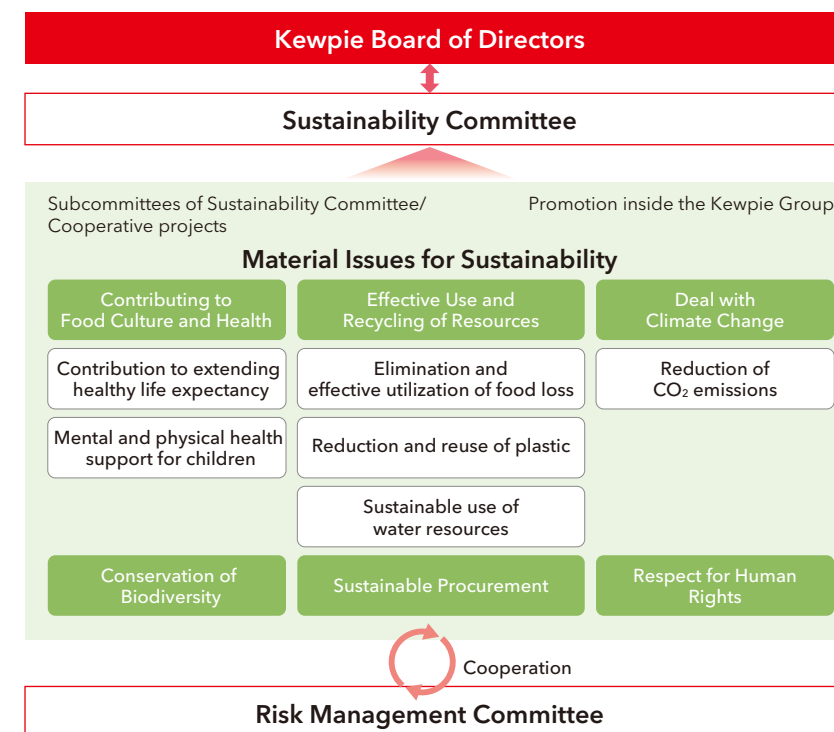 Kewpie Board of Directors
Sustainability Committee
Subcommittees of Sustainability Committee/
Cooperative projects
Promotion inside the Kewpie Group
Material Issues for Sustainability
Contributing to
Food Culture and Health
Effective Use and
Recycling of Resources
Deal with
Climate Change
Contribution to extending
healthy life expectancy
Elimination and
effective utilization of food loss
Reduction of
CO₂ emissions
Mental and physical health
support for children
Reduction and reuse of plastic
Sustainable use of
water resources
Conservation of
Biodiversity
Sustainable Procurement
Respect for Human
Rights
Cooperation
Risk Management Committee